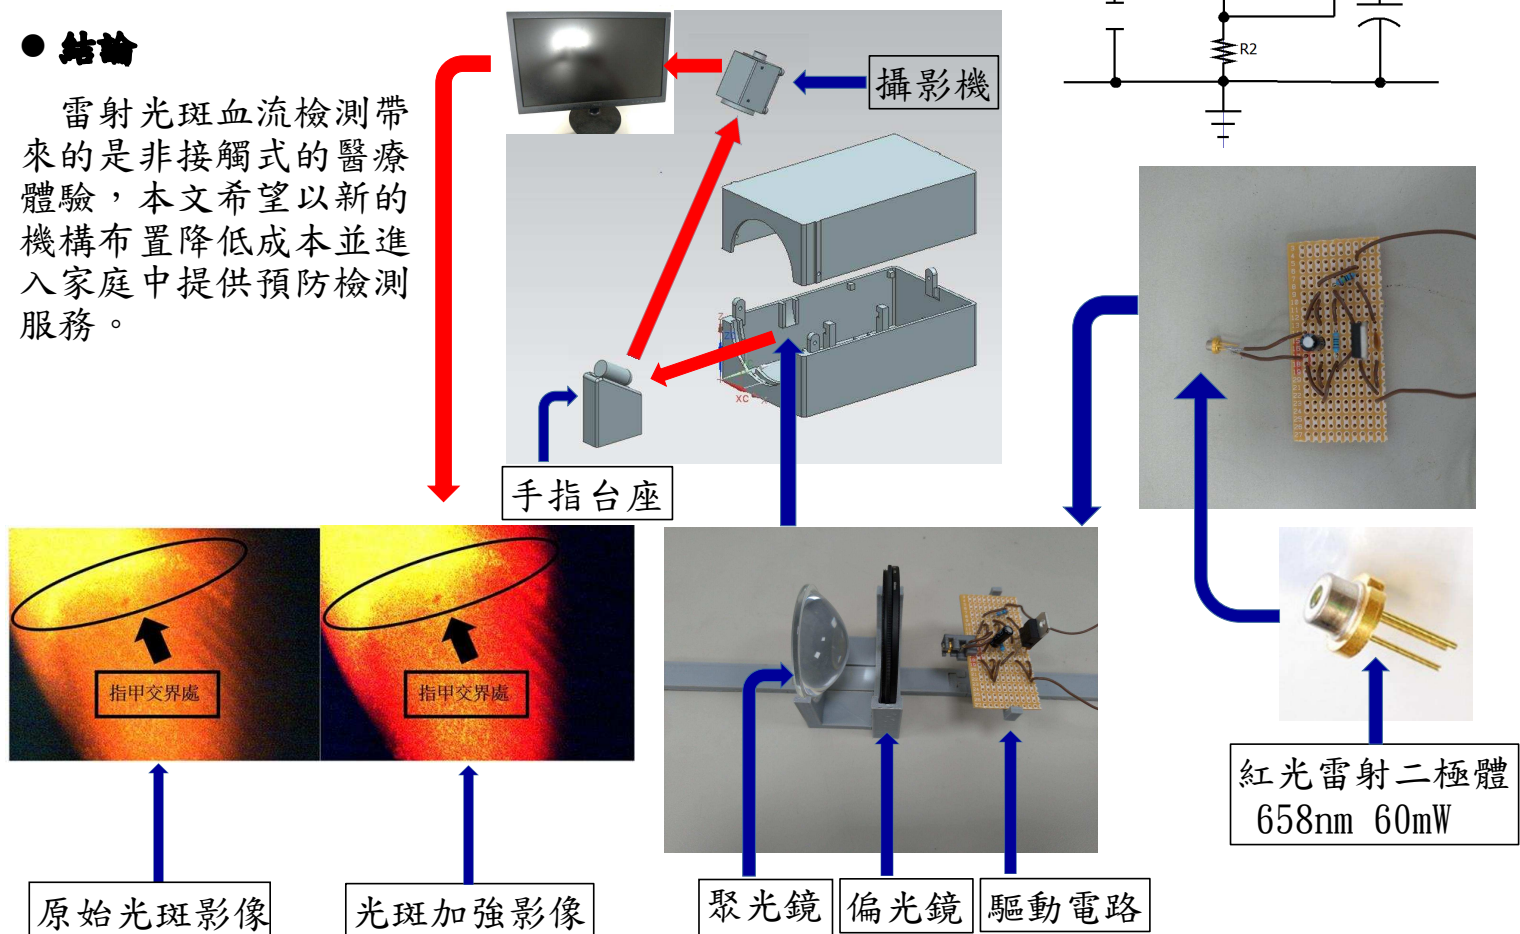 ● 結論
雷射光斑血流檢測帶
來的是非接觸式的醫療
體驗，本文希望以新的
機構布置降低成本並進
入家庭中提供預防檢測
服務。
攝影機
R2
手指台座
XC
指甲交界處
指甲交界處
原始光斑影像
光斑加強影像
聚光鏡
偏光鏡
驅動電路
紅光雷射二極體
658nm 60mW